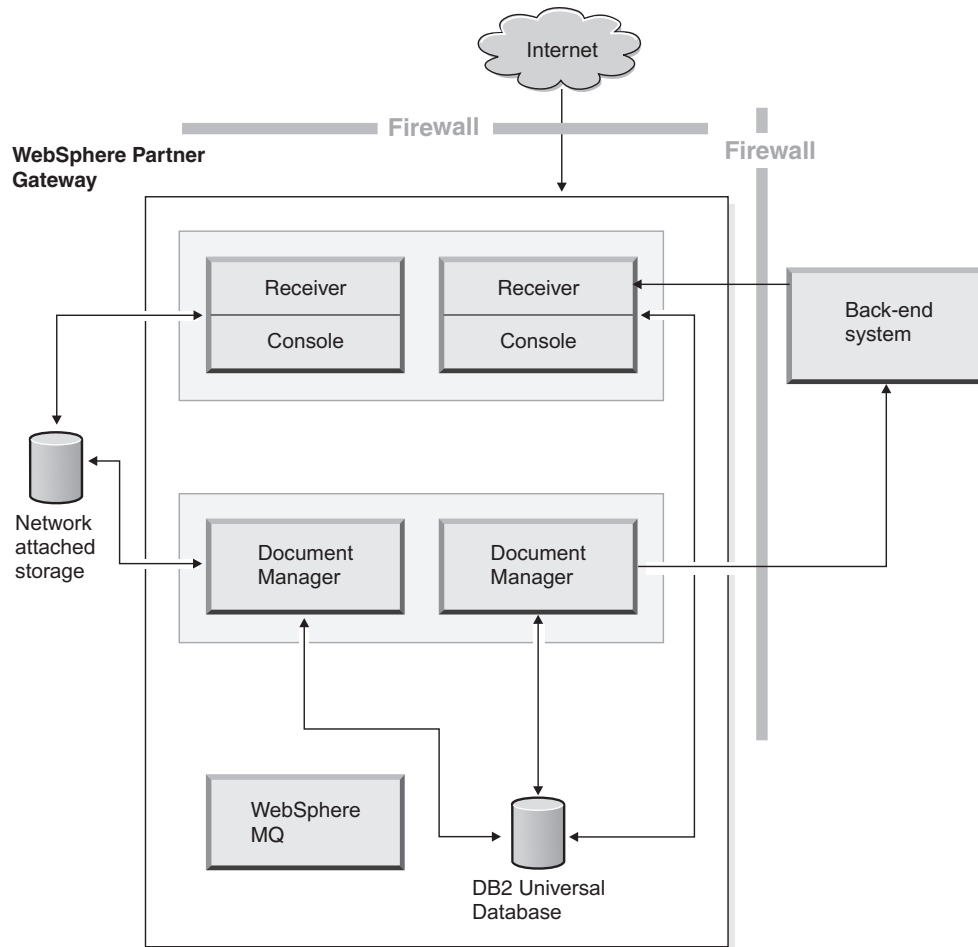 Internet
Firewall
Firewall
WebSphere Partner
Gateway
Receiver
Console
Receiver
Console
Back-end
system
Network
attached
storage
Document
Manager
Document
Manager
WebSphere
MQ
DB2 Universal
Database